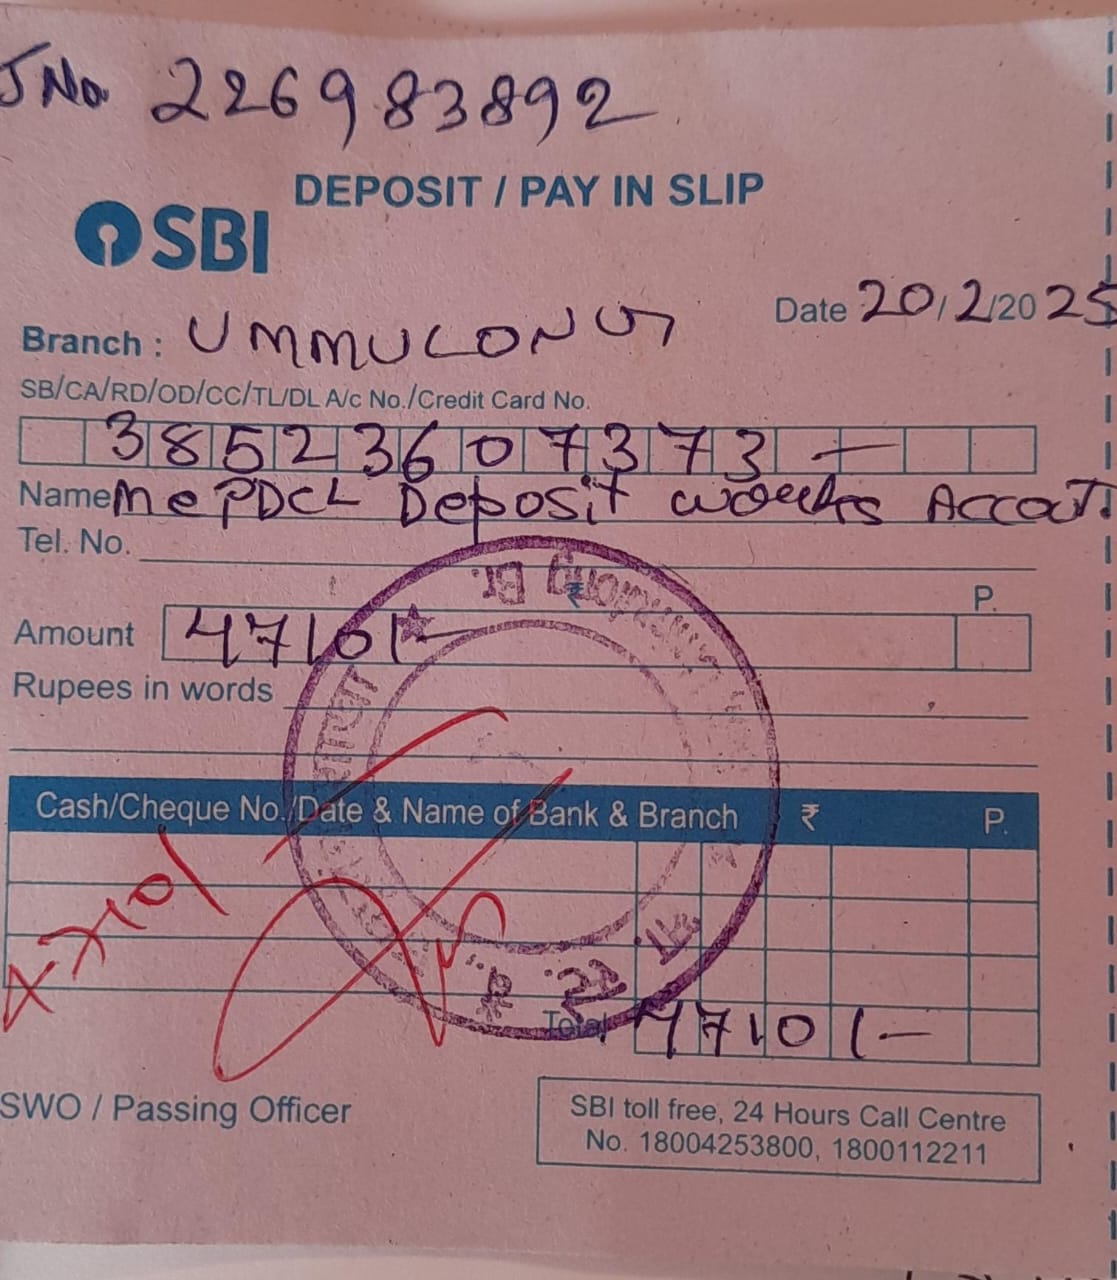 J No 226983892
DEPOSIT / PAY IN SLIP
SBI
Date 20/2/2025
Branch : UMMULONG
SB/CA/RD/OD/CC/TL/DL A/c No./Credit Card No.
38523607373 —
Name MePDCL Deposit works Accot.
Tel. No.
₹ P.
Amount 47101/-
Rupees in words
Cash/Cheque No./Date & Name of Bank & Branch ₹ P.
47101
Total 47101/-
SWO / Passing Officer
SBI toll free, 24 Hours Call Centre
No. 18004253800, 1800112211